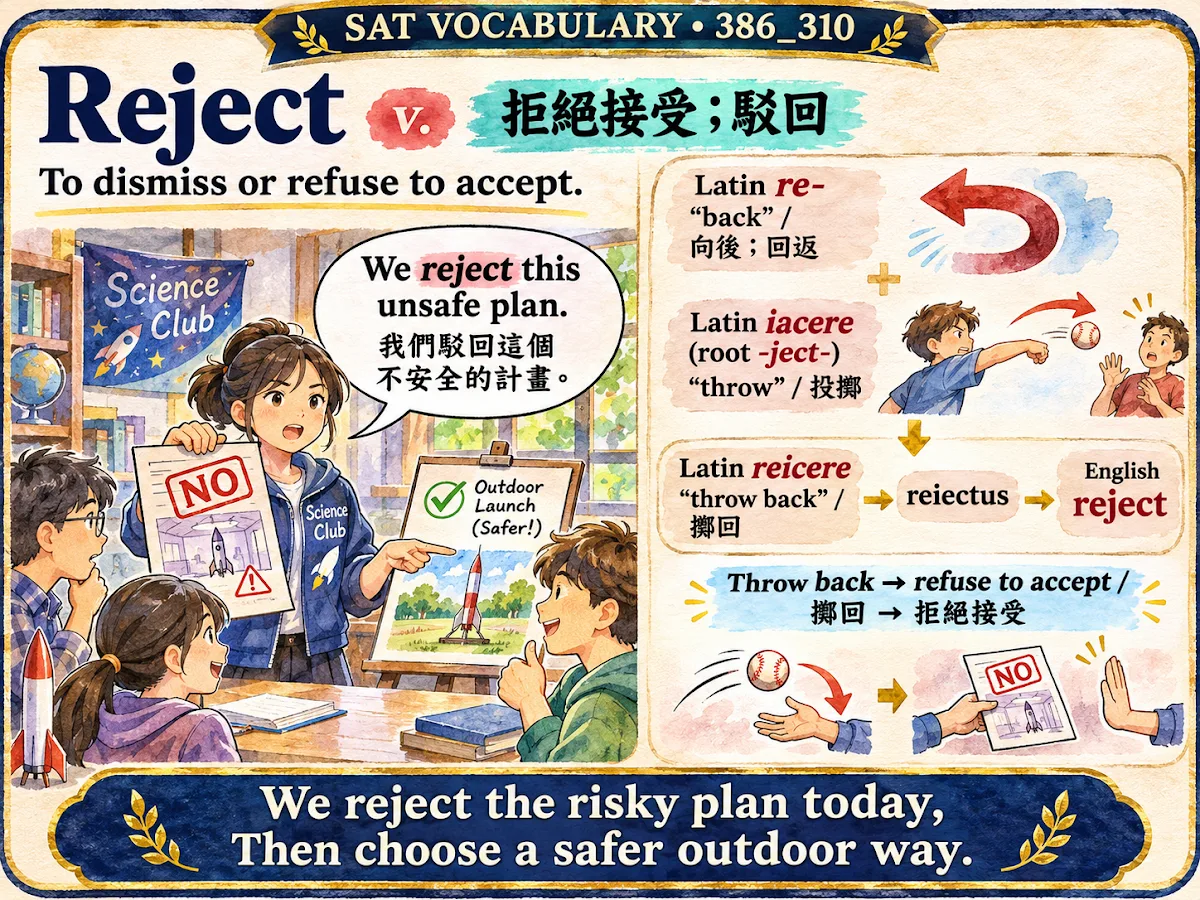 SAT VOCABULARY • 386_310
Reject v. 拒絕接受；駁回
To dismiss or refuse to accept.
Science
Club
We reject this
unsafe plan.
我們駁回這個
不安全的計畫。
NO
Science
Club
Outdoor
Launch
(Safer!)
Latin re-
“back” /
向後；回返
Latin iacere
(root -ject-)
“throw” / 投擲
Latin reicere
“throw back” /
擲回
reiectus
English
reject
Throw back → refuse to accept /
擲回 → 拒絕接受
NO
We reject the risky plan today,
Then choose a safer outdoor way.